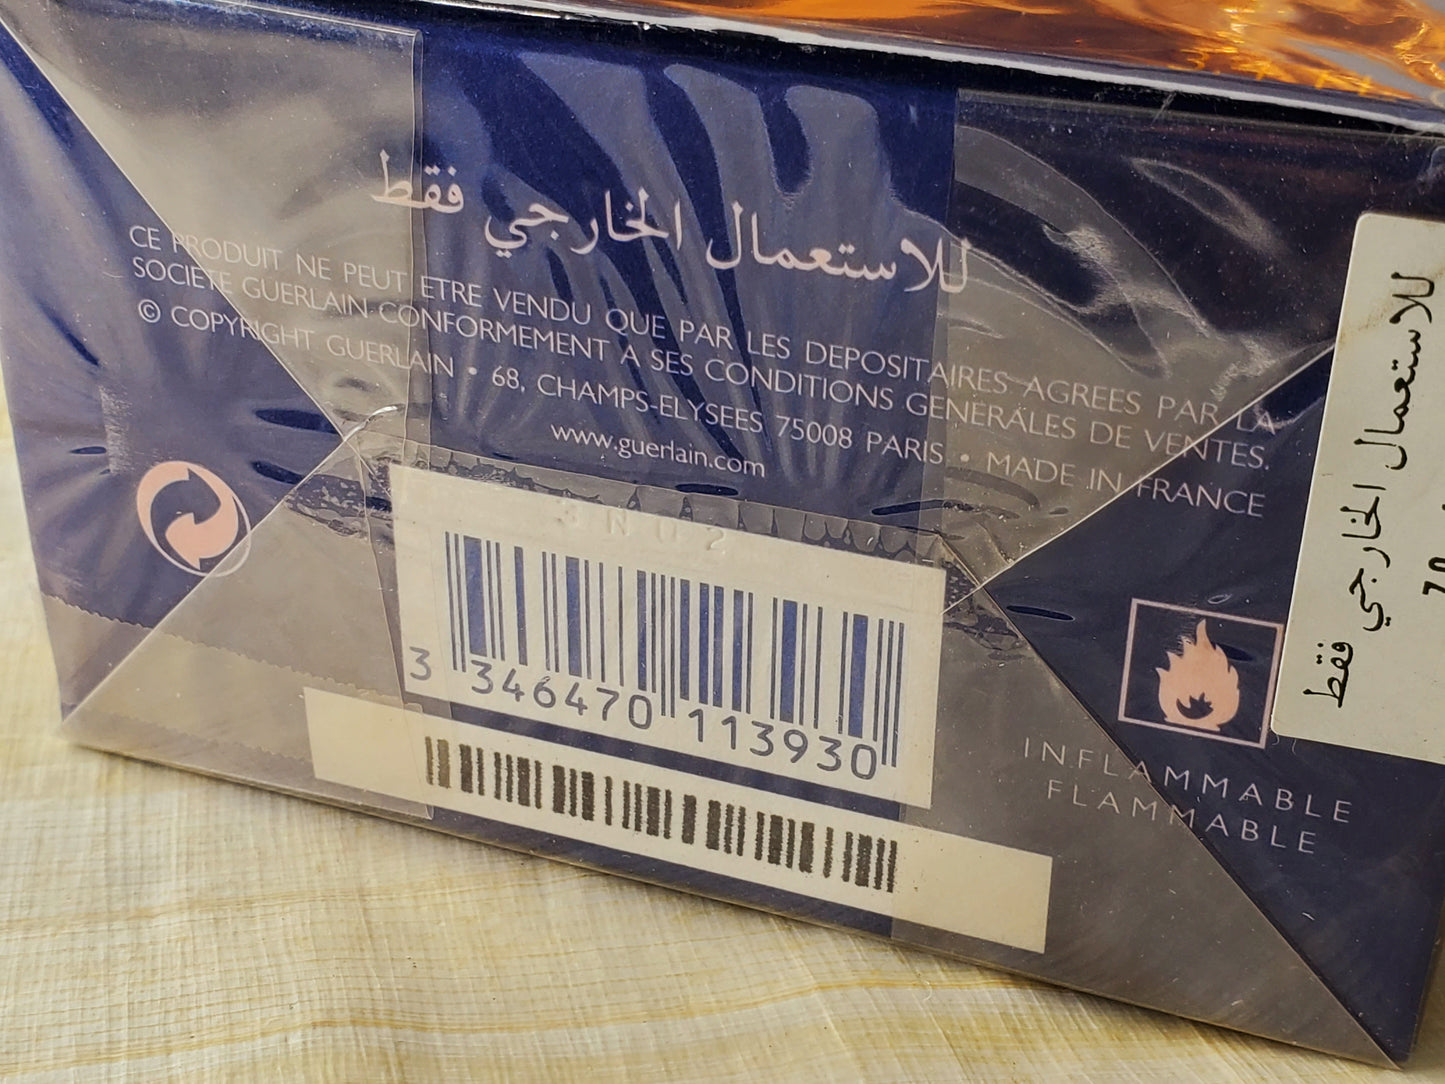 للاستعمال الخارجي فقط
CE PRODUIT NE PEUT ETRE VENDU QUE PAR LES DEPOSITAIRES AGREES PAR LA
SOCIETE GUERLAIN CONFORMEMENT A SES CONDITIONS GENERALES DE VENTES.
© COPYRIGHT GUERLAIN • 68, CHAMPS-ELYSEES 75008 PARIS • MADE IN FRANCE
www.guerlain.com
3N02
3 346470 113930
INFLAMMABLE
FLAMMABLE
للاستعمال الخارجي فقط